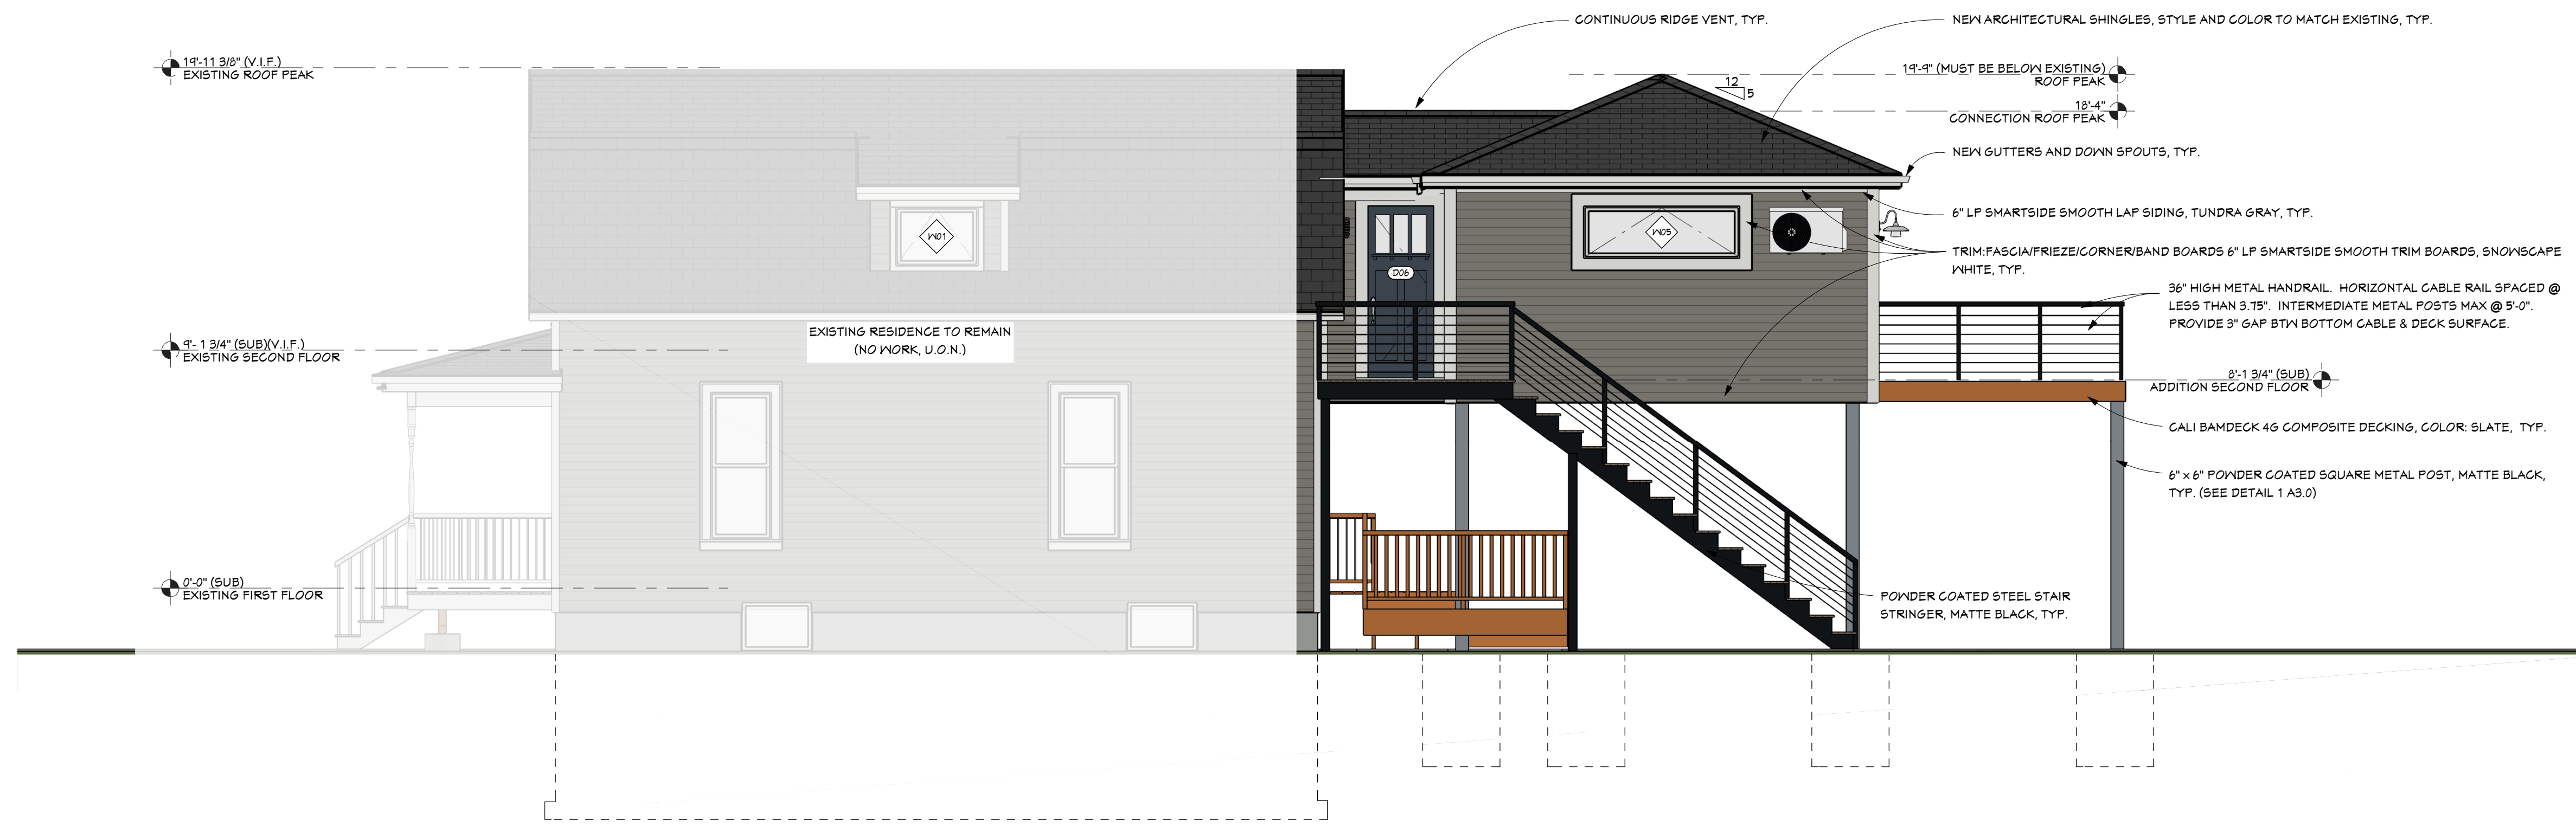 CONTINUOUS RIDGE VENT, TYP.
NEW ARCHITECTURAL SHINGLES, STYLE AND COLOR TO MATCH EXISTING, TYP.
19'-11 3/8" (V.I.F.)
EXISTING ROOF PEAK
19'-9" (MUST BE BELOW EXISTING)
ROOF PEAK
12
5
18'-4"
CONNECTION ROOF PEAK
NEW GUTTERS AND DOWN SPOUTS, TYP.
6" LP SMARTSIDE SMOOTH LAP SIDING, TUNDRA GRAY, TYP.
W01
W05
TRIM:FASCIA/FRIEZE/CORNER/BAND BOARDS 6" LP SMARTSIDE SMOOTH TRIM BOARDS, SNOWSCAPE
WHITE, TYP.
D06
36" HIGH METAL HANDRAIL. HORIZONTAL CABLE RAIL SPACED @
LESS THAN 3.75". INTERMEDIATE METAL POSTS MAX @ 5'-0".
PROVIDE 3" GAP BTW BOTTOM CABLE & DECK SURFACE.
EXISTING RESIDENCE TO REMAIN
(NO WORK, U.O.N.)
9'- 1 3/4" (SUB)(V.I.F.)
EXISTING SECOND FLOOR
8'-1 3/4" (SUB)
ADDITION SECOND FLOOR
CALI BAMDECK 4G COMPOSITE DECKING, COLOR: SLATE, TYP.
6" x 6" POWDER COATED SQUARE METAL POST, MATTE BLACK,
TYP. (SEE DETAIL 1 A3.0)
0'-0" (SUB)
EXISTING FIRST FLOOR
POWDER COATED STEEL STAIR
STRINGER, MATTE BLACK, TYP.